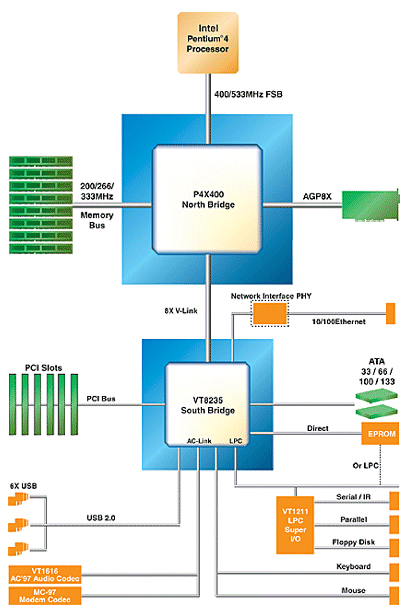 Intel
Pentium®4
Processor
400/533MHz FSB
200/266/
333MHz
Memory
Bus
P4X400
North Bridge
AGP8X
8X V-Link
Network Interface PHY
10/100Ethernet
PCI Slots
PCI Bus
VT8235
South Bridge
AC-Link
LPC
ATA
33 / 66 /
100 / 133
Direct
EPROM
Or LPC
6X USB
USB 2.0
VT1211
LPC
Super
I/O
Serial / IR
Parallel
Floppy Disk
Keyboard
Mouse
VT1616
AC'97 Audio Codec
MC-97
Modem Codec